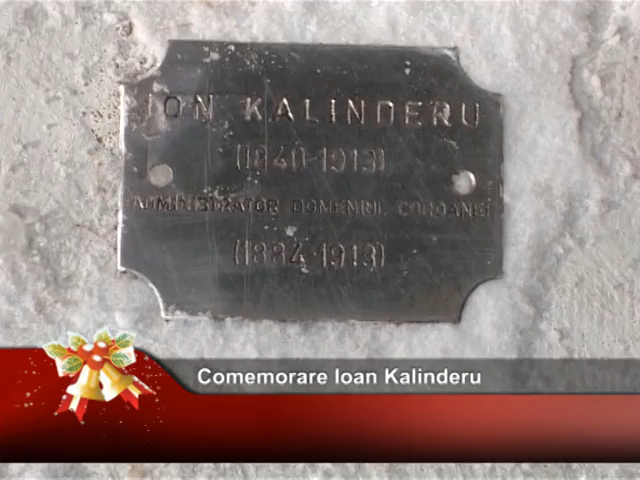 ION KALINDERU
(1840-1913)
ADMINISTRATOR DOMENIUL COROANEI
(1884-1913)
Comemorare Ioan Kalinderu